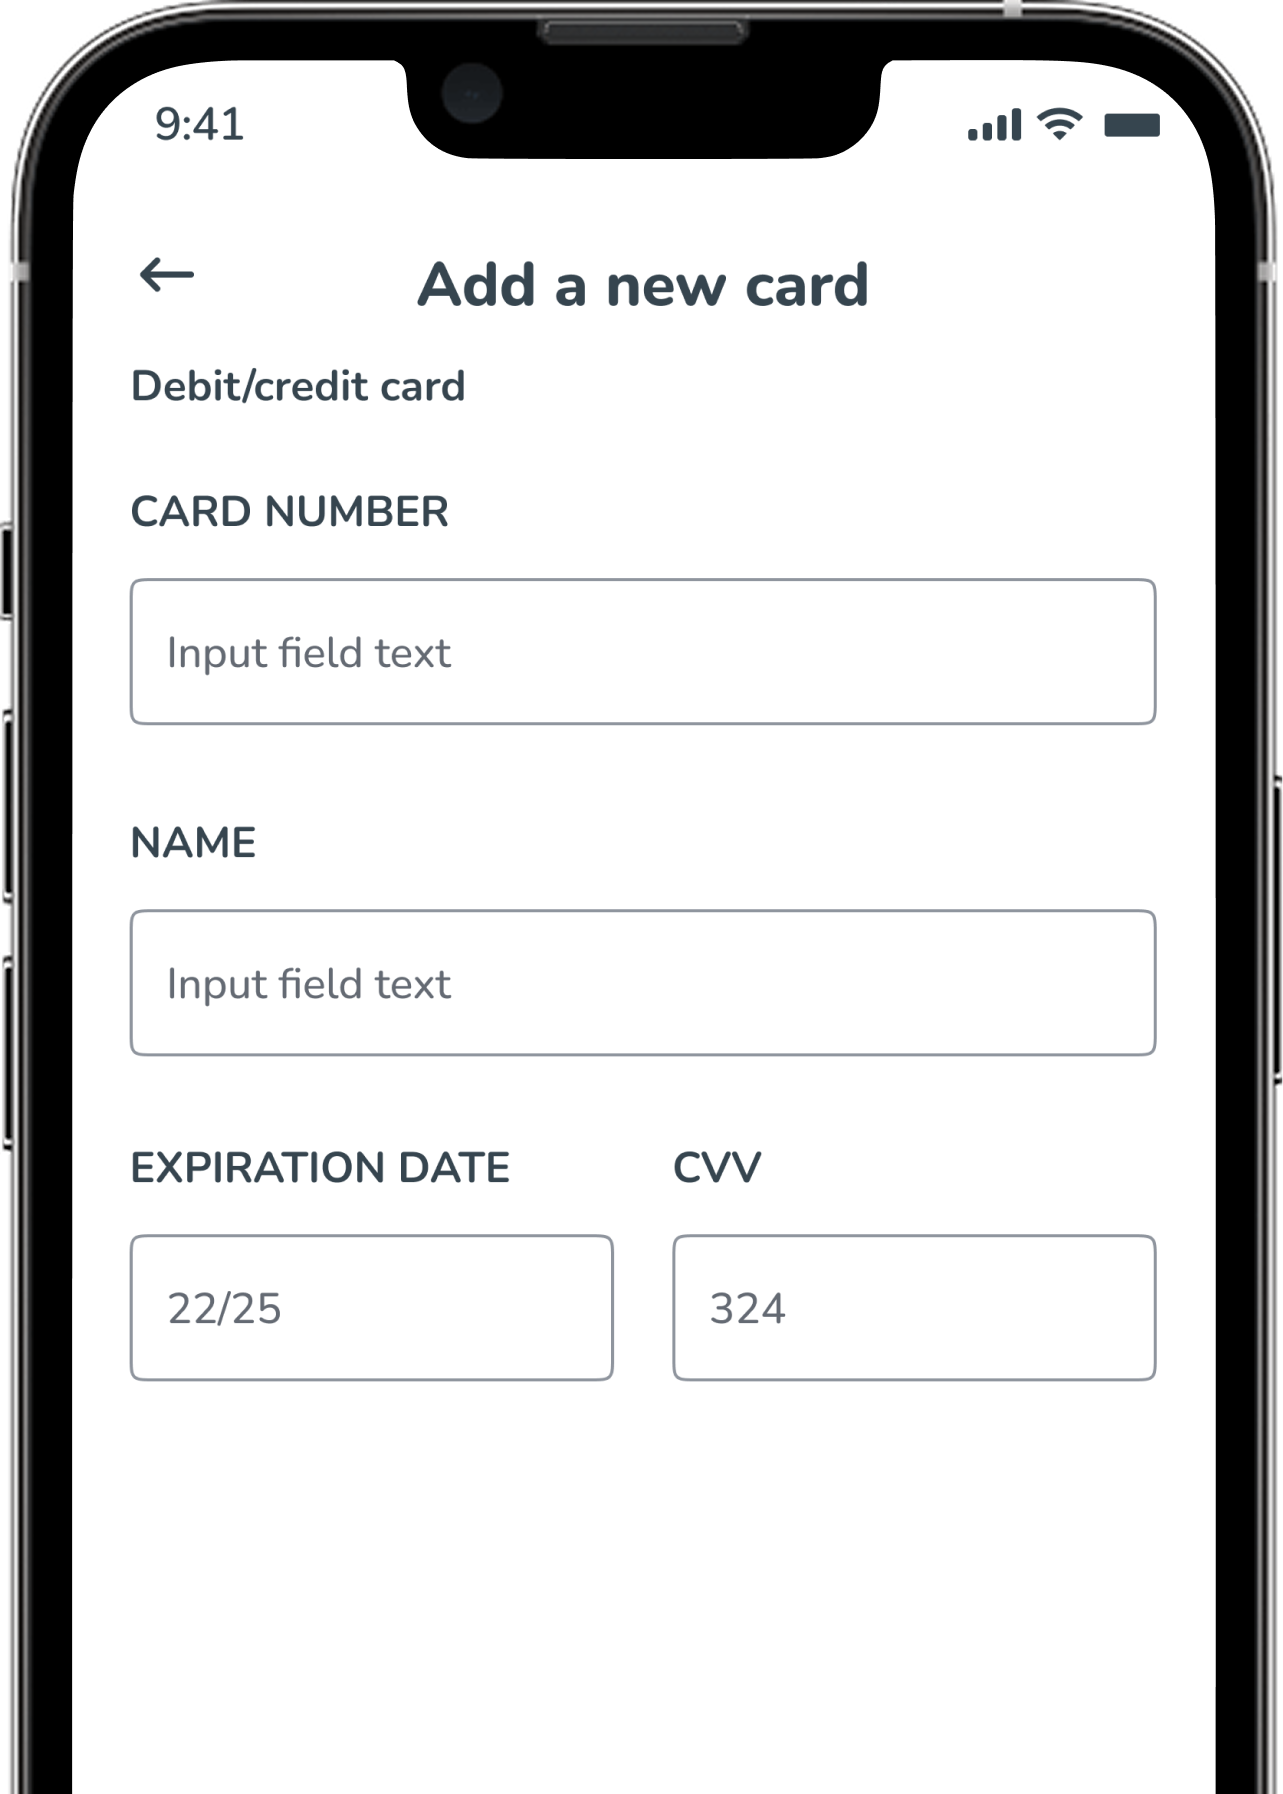 9:41
Add a new card
Debit/credit card
CARD NUMBER
Input field text
NAME
Input field text
EXPIRATION DATE CVV
22/25 324